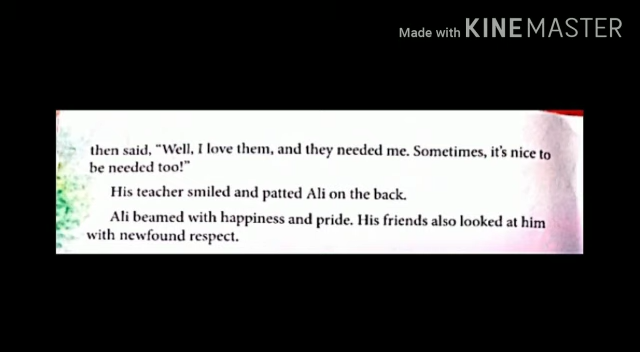 Made with KINEMASTER
then said, "Well, I love them, and they needed me. Sometimes, it's nice to
be needed too!"
His teacher smiled and patted Ali on the back.
Ali beamed with happiness and pride. His friends also looked at him
with newfound respect.